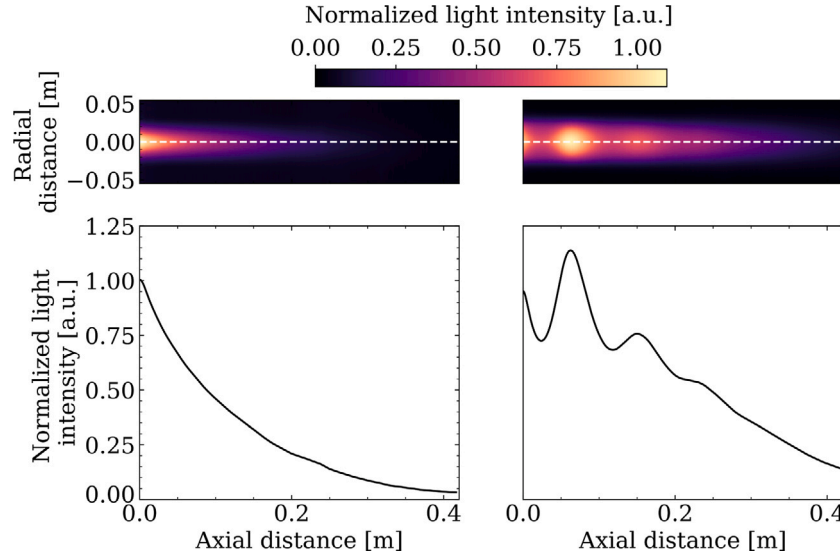 Normalized light intensity [a.u.]
0.00 0.25 0.50 0.75 1.00
Radial
distance [m]
0.05
0.00
−0.05
Normalized light
intensity [a.u.]
1.25
1.00
0.75
0.50
0.25
0.00
0.0 0.2 0.4
Axial distance [m]
0.0 0.2 0.4
Axial distance [m]